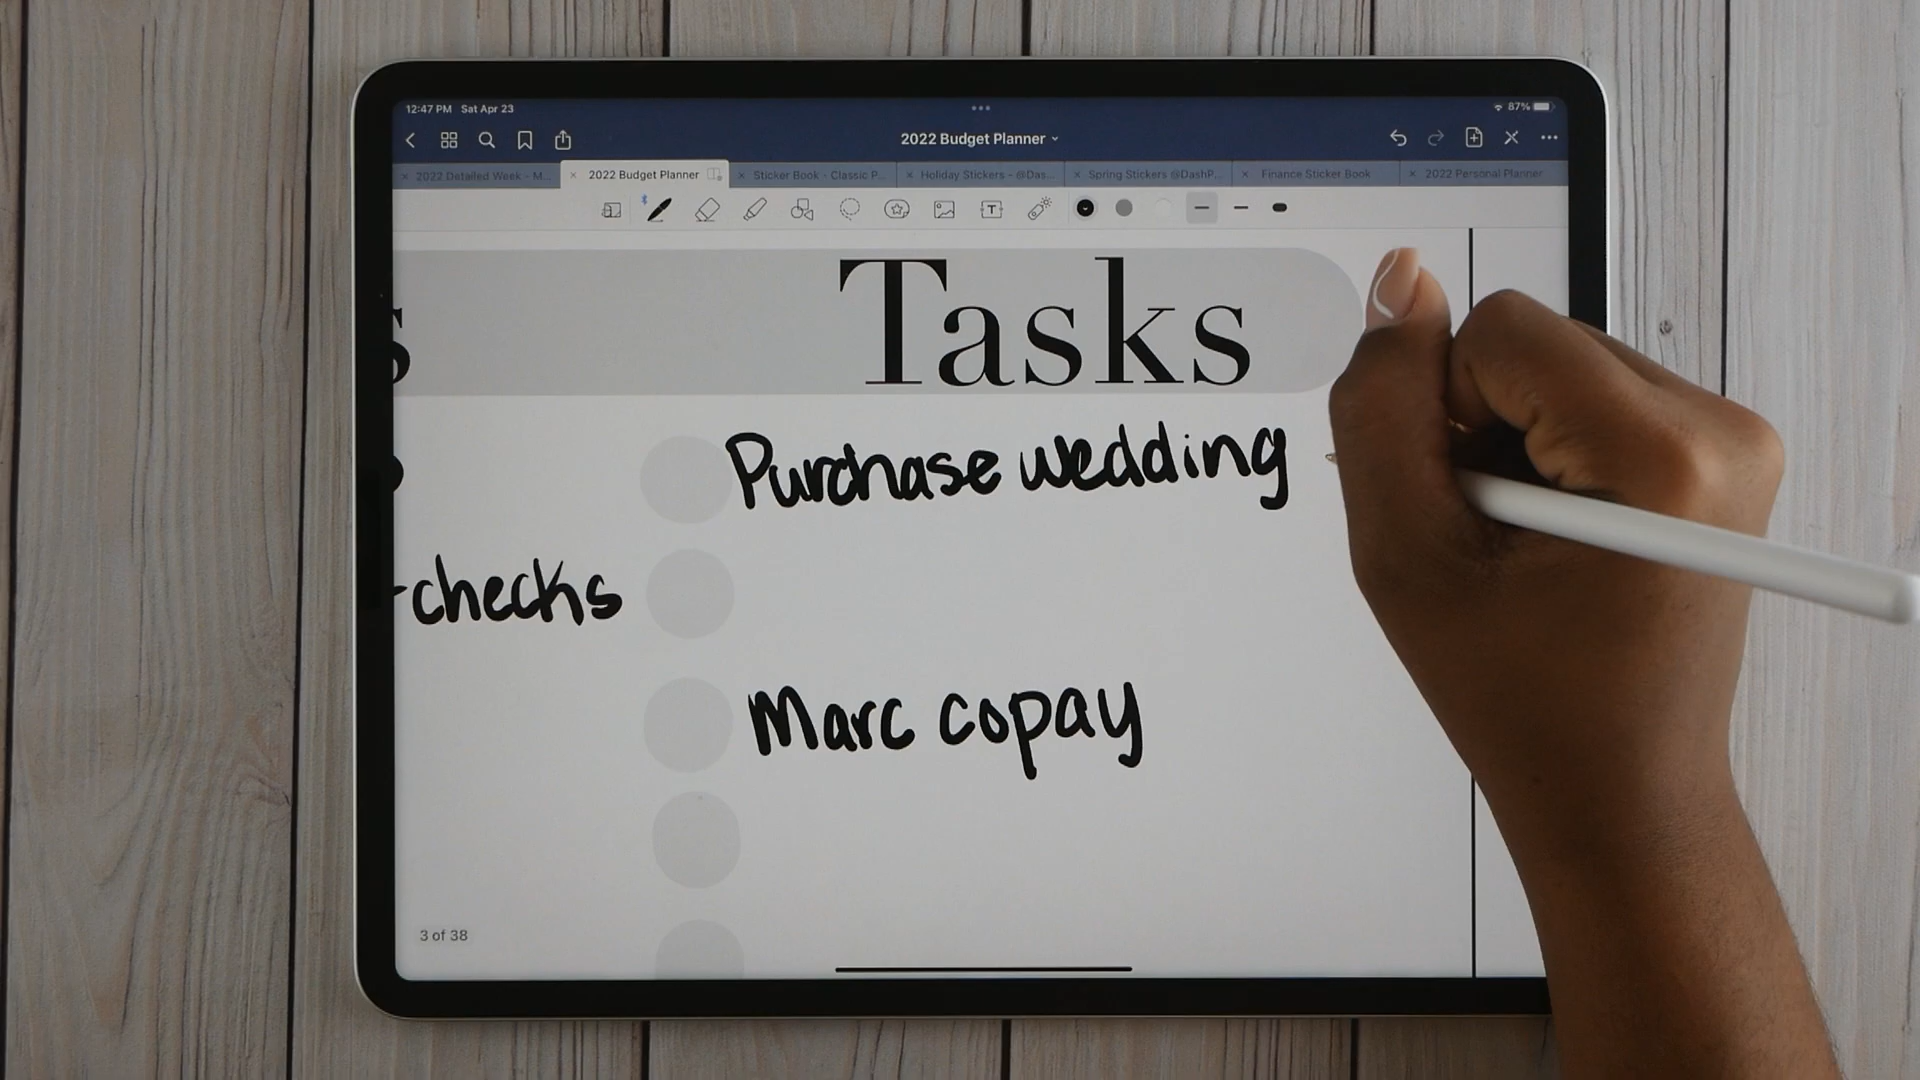 12:47 PM Sat Apr 23
87%
2022 Budget Planner
2022 Detailed Week - M...
2022 Budget Planner
Sticker Book - Classic P...
Holiday Stickers - @Das...
Spring Stickers @DashP...
Finance Sticker Book
2022 Personal Planner
T
s
Tasks
Purchase wedding
-checks
Marc copay
3 of 38